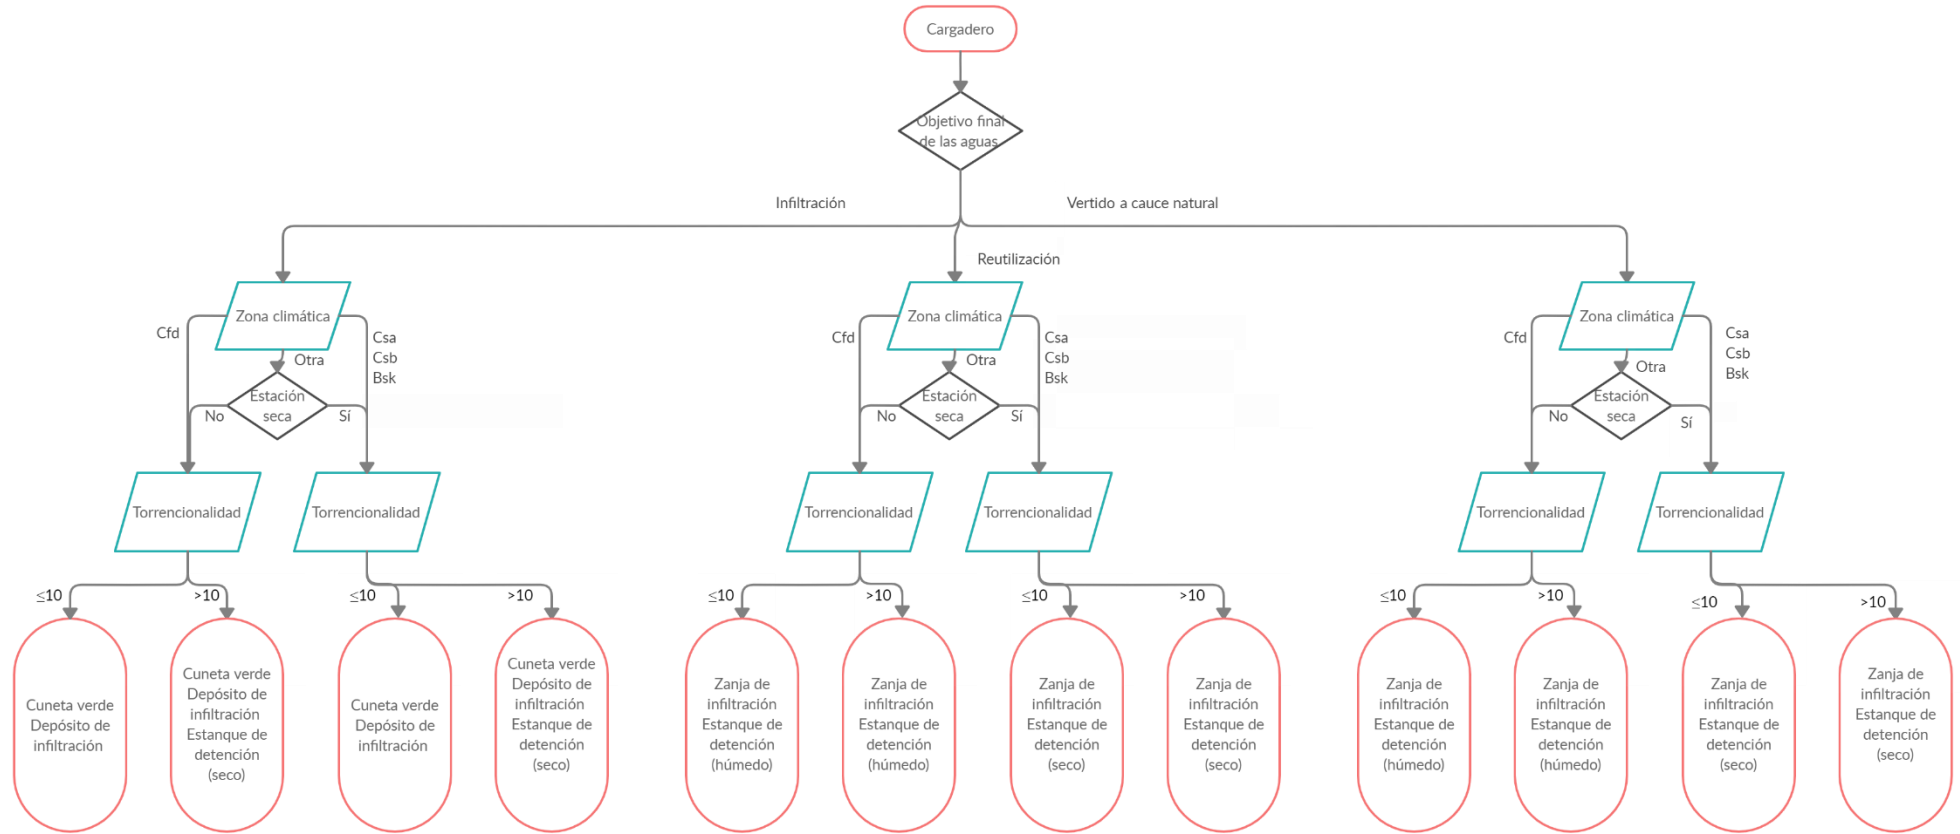 Cargadero
Objetivo final
de las aguas
Infiltración
Vertido a cauce natural
Reutilización
Zona climática
Cfd
Csa
Csb
Bsk
Otra
Estación
seca
No
Sí
Zona climática
Cfd
Csa
Csb
Bsk
Otra
Estación
seca
No
Sí
Zona climática
Cfd
Csa
Csb
Bsk
Otra
Estación
seca
No
Sí
Torrencionalidad
Torrencionalidad
Torrencionalidad
Torrencionalidad
Torrencionalidad
Torrencionalidad
≤10
>10
≤10
>10
≤10
>10
≤10
>10
≤10
>10
≤10
>10
Cuneta verde
Depósito de
infiltración
Cuneta verde
Depósito de
infiltración
Estanque de
detención
(seco)
Cuneta verde
Depósito de
infiltración
Cuneta verde
Depósito de
infiltración
Estanque de
detención
(seco)
Zanja de
infiltración
Estanque de
detención
(húmedo)
Zanja de
infiltración
Estanque de
detención
(húmedo)
Zanja de
infiltración
Estanque de
detención
(seco)
Zanja de
infiltración
Estanque de
detención
(seco)
Zanja de
infiltración
Estanque de
detención
(húmedo)
Zanja de
infiltración
Estanque de
detención
(húmedo)
Zanja de
infiltración
Estanque de
detención
(seco)
Zanja de
infiltración
Estanque de
detención
(seco)